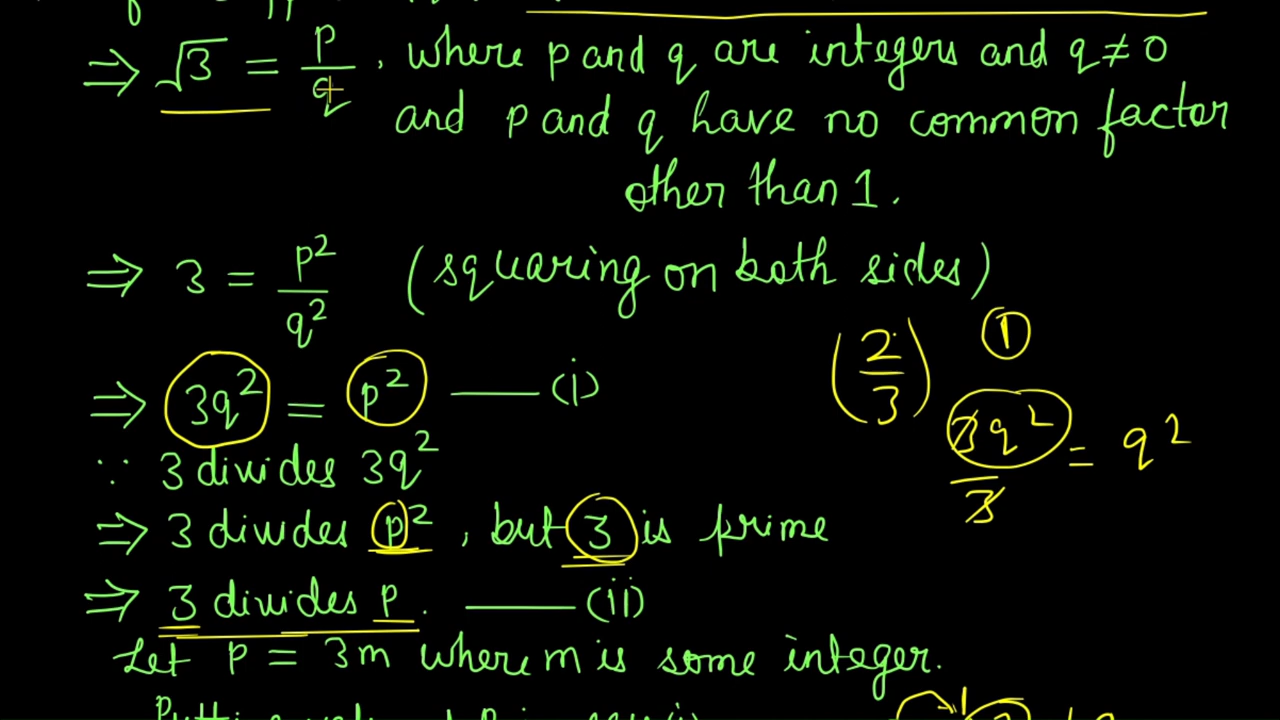 ⇒ √3 = p/q, where p and q are integers and q ≠ 0
and p and q have no common factor
other than 1.
⇒ 3 = p²/q² (squaring on both sides)
⇒ 3q² = p² —— (i)
∵ 3 divides 3q²
⇒ 3 divides p², but 3 is prime
⇒ 3 divides p. —— (ii)
Let p = 3m where m is some integer.
(2/3) ①
3q²/3 = q²